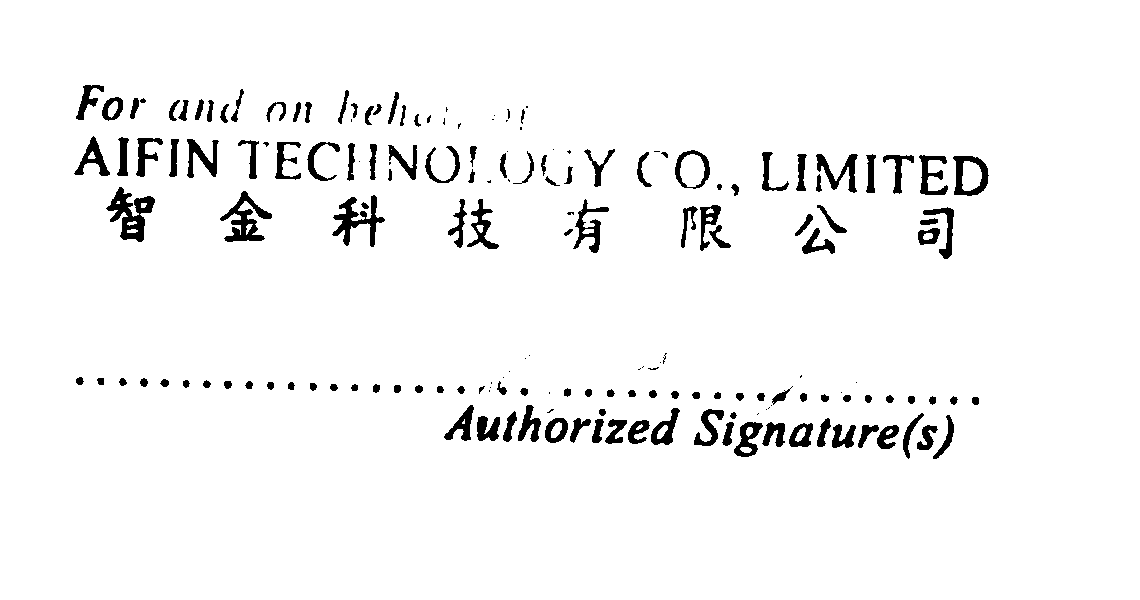 For and on behalf of
AIFIN TECHNOLOGY CO., LIMITED
智金科技有限公司
Authorized Signature(s)